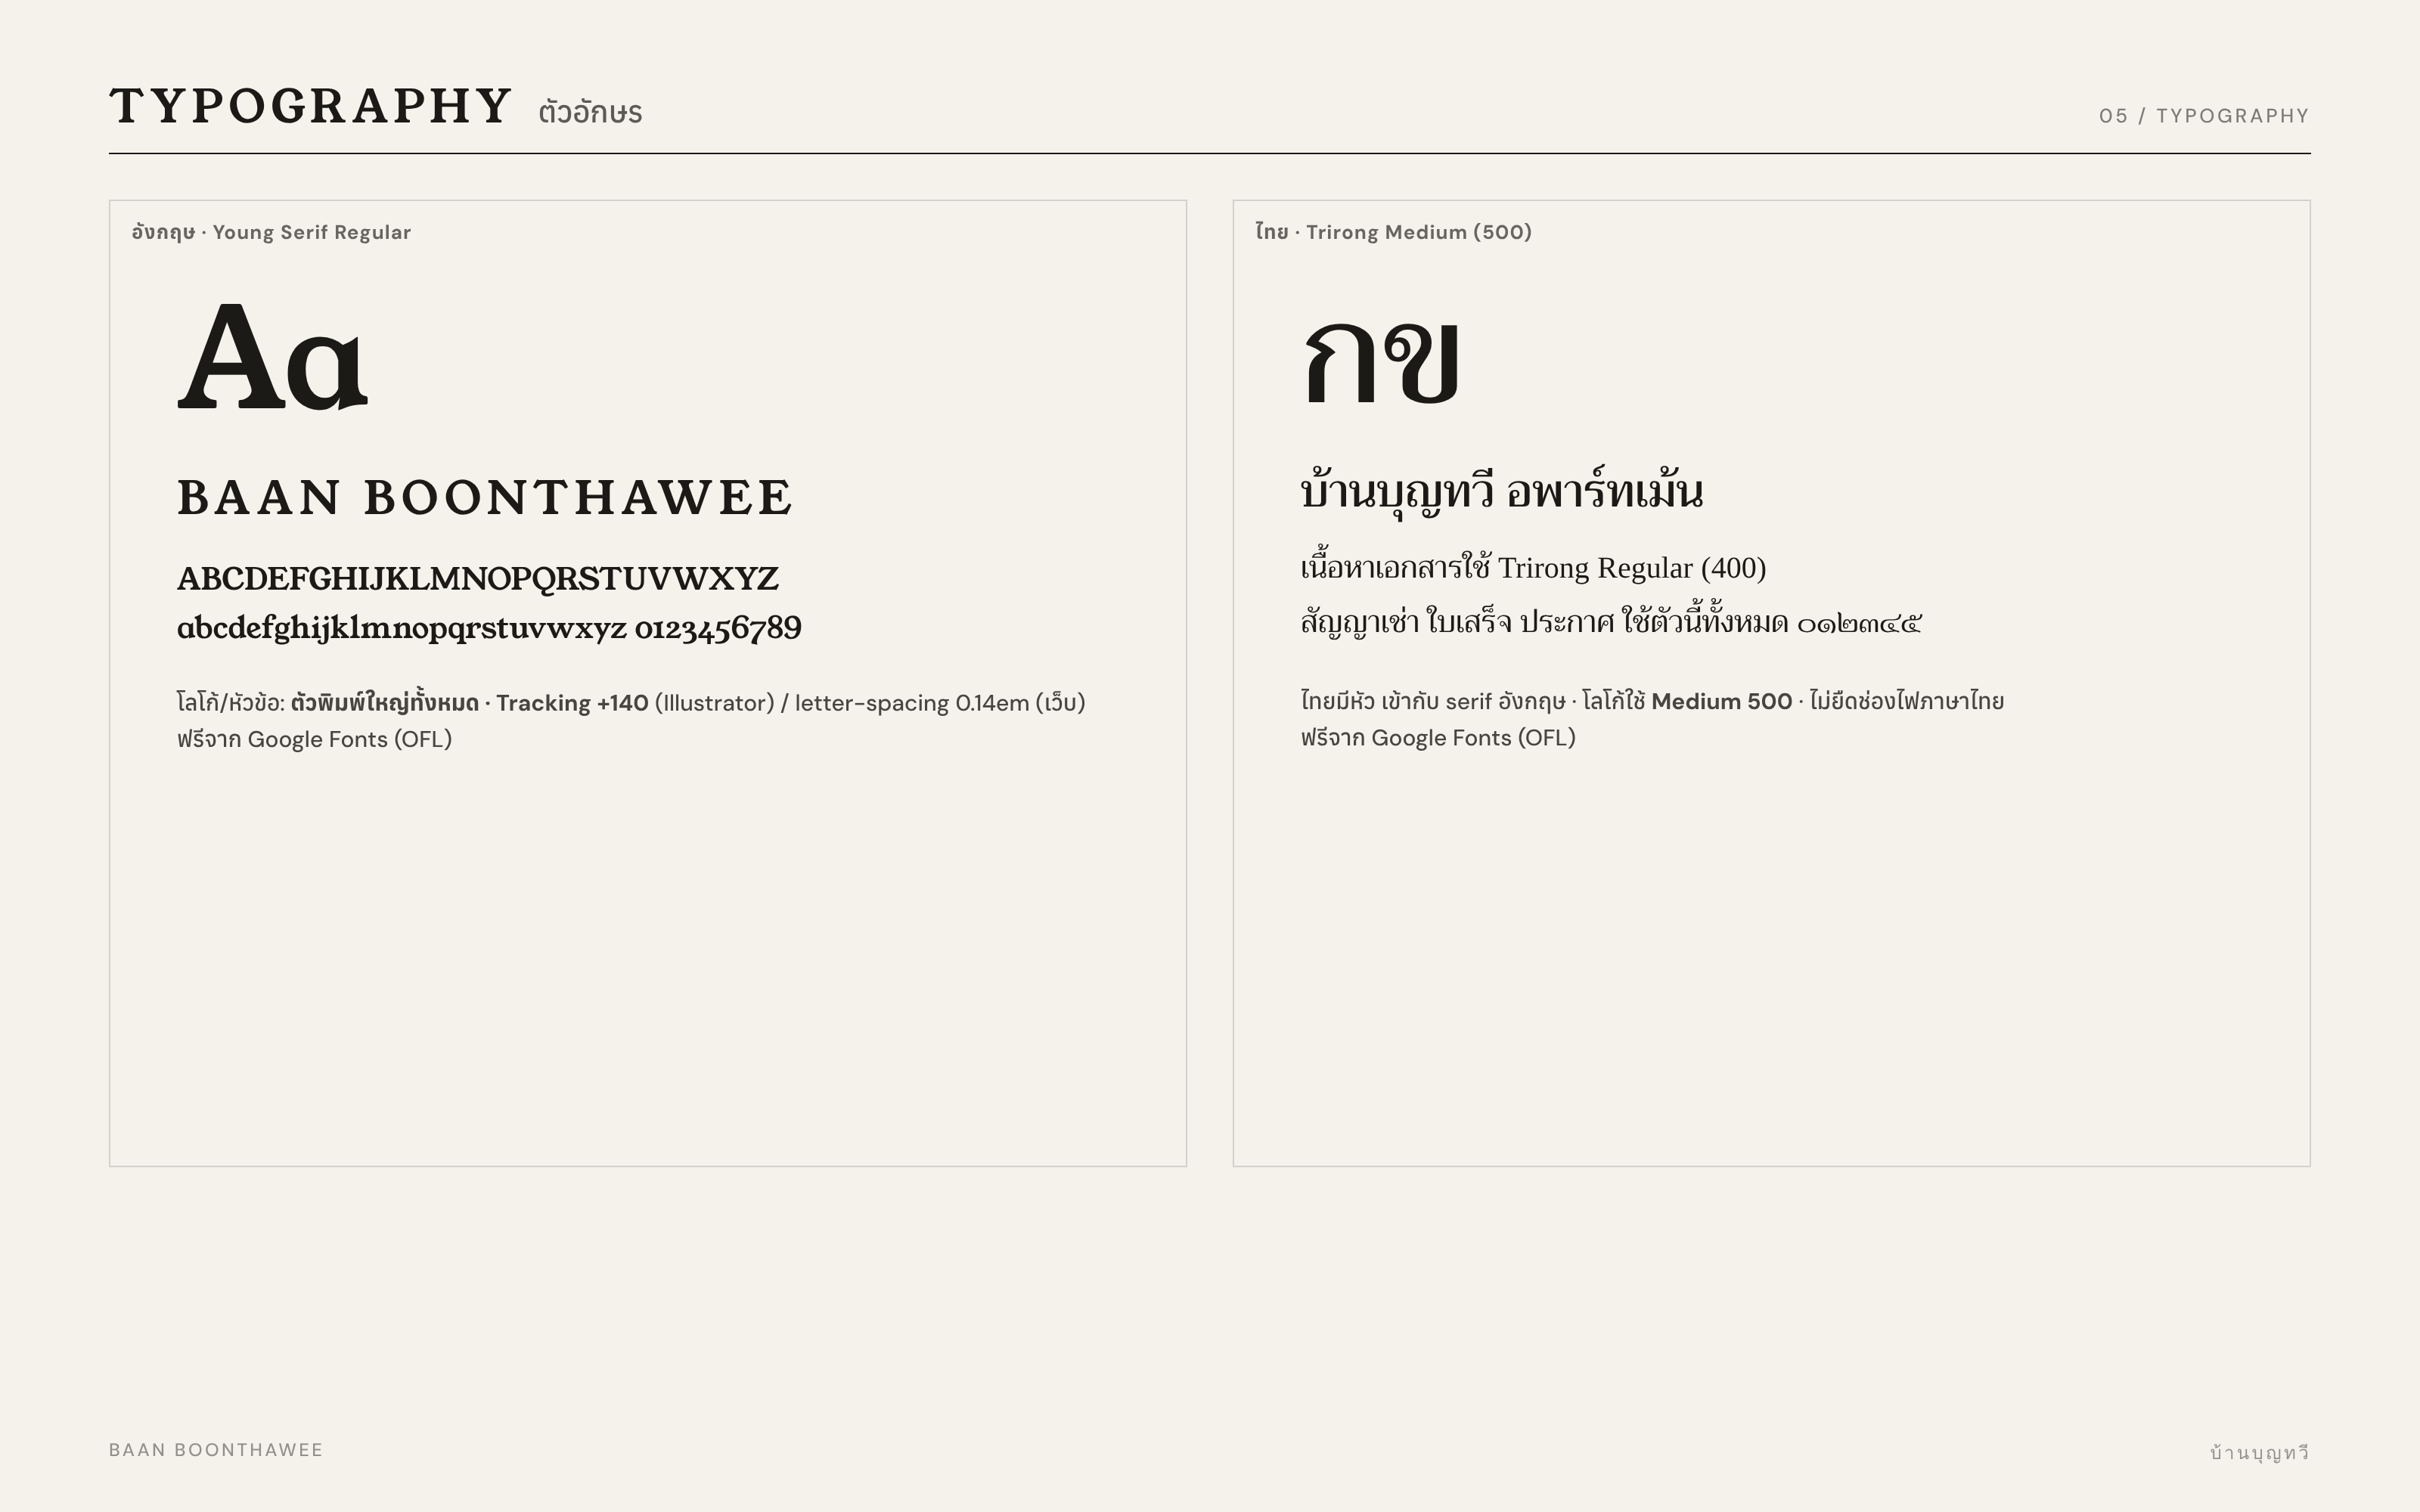 TYPOGRAPHY ตัวอักษร
05 / TYPOGRAPHY
อังกฤษ · Young Serif Regular
Aa
BAAN BOONTHAWEE
ABCDEFGHIJKLMNOPQRSTUVWXYZ
abcdefghijklmnopqrstuvwxyz 0123456789
โลโก้/หัวข้อ: ตัวพิมพ์ใหญ่ทั้งหมด · Tracking +140 (Illustrator) / letter-spacing 0.14em (เว็บ)
ฟรีจาก Google Fonts (OFL)
ไทย · Trirong Medium (500)
กข
บ้านบุญทวี อพาร์ทเม้น
เนื้อหาเอกสารใช้ Trirong Regular (400)
สัญญาเช่า ใบเสร็จ ประกาศ ใช้ตัวนี้ทั้งหมด ๐๑๒๓๔๕
ไทยมีหัว เข้ากับ serif อังกฤษ · โลโก้ใช้ Medium 500 · ไม่ยืดช่องไฟภาษาไทย
ฟรีจาก Google Fonts (OFL)
BAAN BOONTHAWEE
บ้านบุญทวี